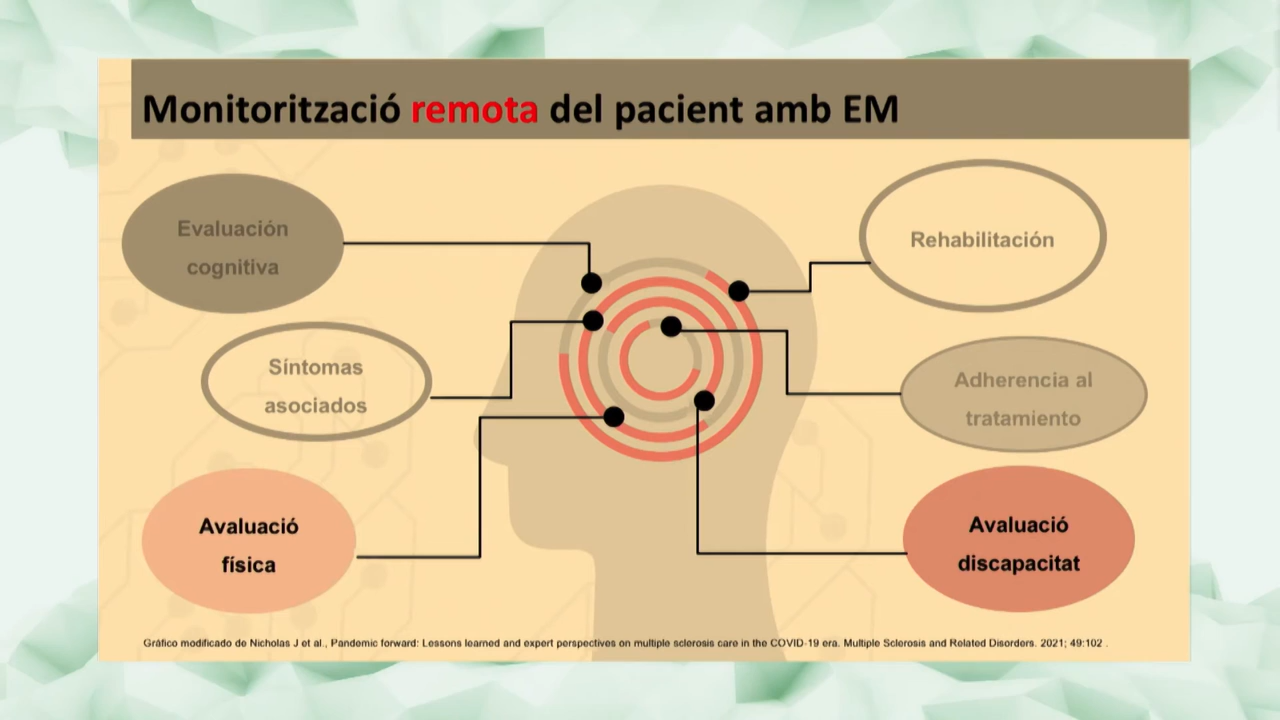 Monitorització remota del pacient amb EM
Evaluación
cognitiva
Rehabilitación
Síntomas
asociados
Adherencia al
tratamiento
Avaluació
física
Avaluació
discapacitat
Gráfico modificado de Nicholas J et al., Pandemic forward: Lessons learned and expert perspectives on multiple sclerosis care in the COVID-19 era. Multiple Sclerosis and Related Disorders. 2021; 49:102 .